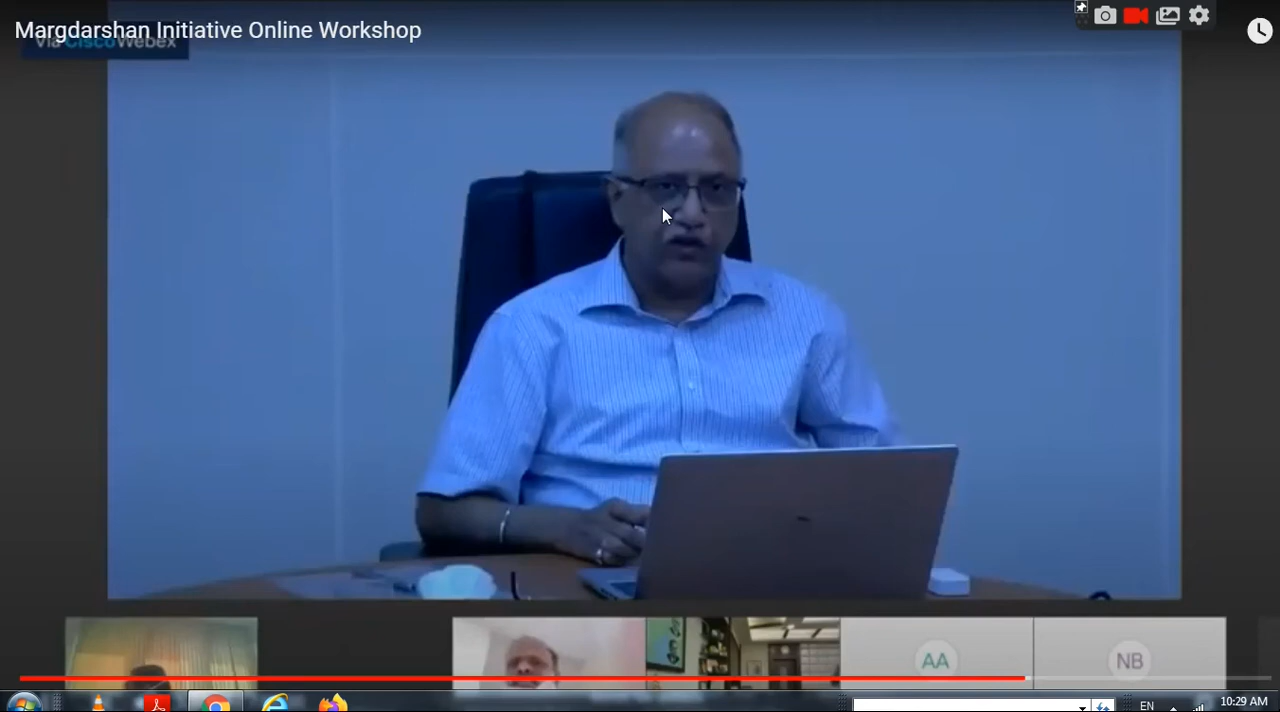 Margdarshan Initiative Online Workshop
Via Cisco Webex
AA
NB
EN
10:29 AM